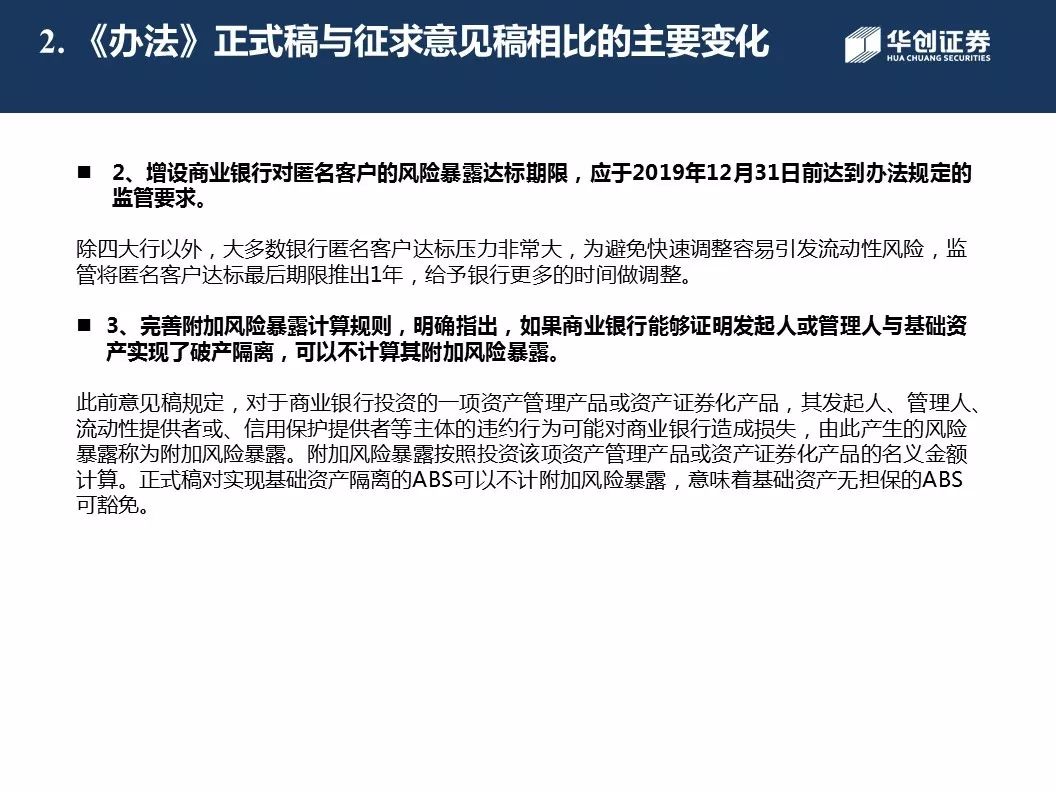 2. 《办法》正式稿与征求意见稿相比的主要变化
华创证券
HUA CHUANG SECURITIES
■ 2、增设商业银行对匿名客户的风险暴露达标期限，应于2019年12月31日前达到办法规定的
监管要求。
除四大行以外，大多数银行匿名客户达标压力非常大，为避免快速调整容易引发流动性风险，监
管将匿名客户达标最后期限推出1年，给予银行更多的时间做调整。
■ 3、完善附加风险暴露计算规则，明确指出，如果商业银行能够证明发起人或管理人与基础资
产实现了破产隔离，可以不计算其附加风险暴露。
此前意见稿规定，对于商业银行投资的一项资产管理产品或资产证券化产品，其发起人、管理人、
流动性提供者或、信用保护提供者等主体的违约行为可能对商业银行造成损失，由此产生的风险
暴露称为附加风险暴露。附加风险暴露按照投资该项资产管理产品或资产证券化产品的名义金额
计算。正式稿对实现基础资产隔离的ABS可以不计附加风险暴露，意味着基础资产无担保的ABS
可豁免。